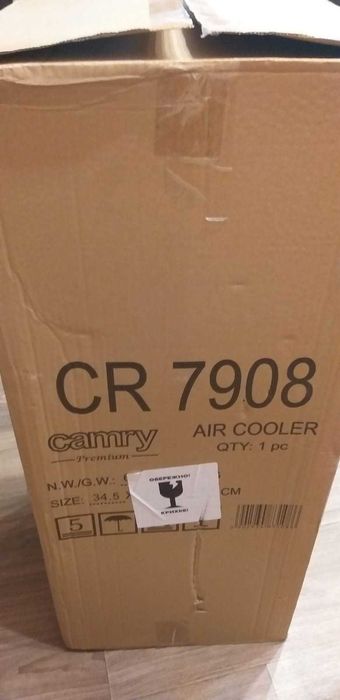 CR 7908
camry
Premium
AIR COOLER
QTY: 1 pc
N.W./G.W.:
SIZE: 34.5
CM
ОБЕРЕЖНО!
КРИХКЕ!
5